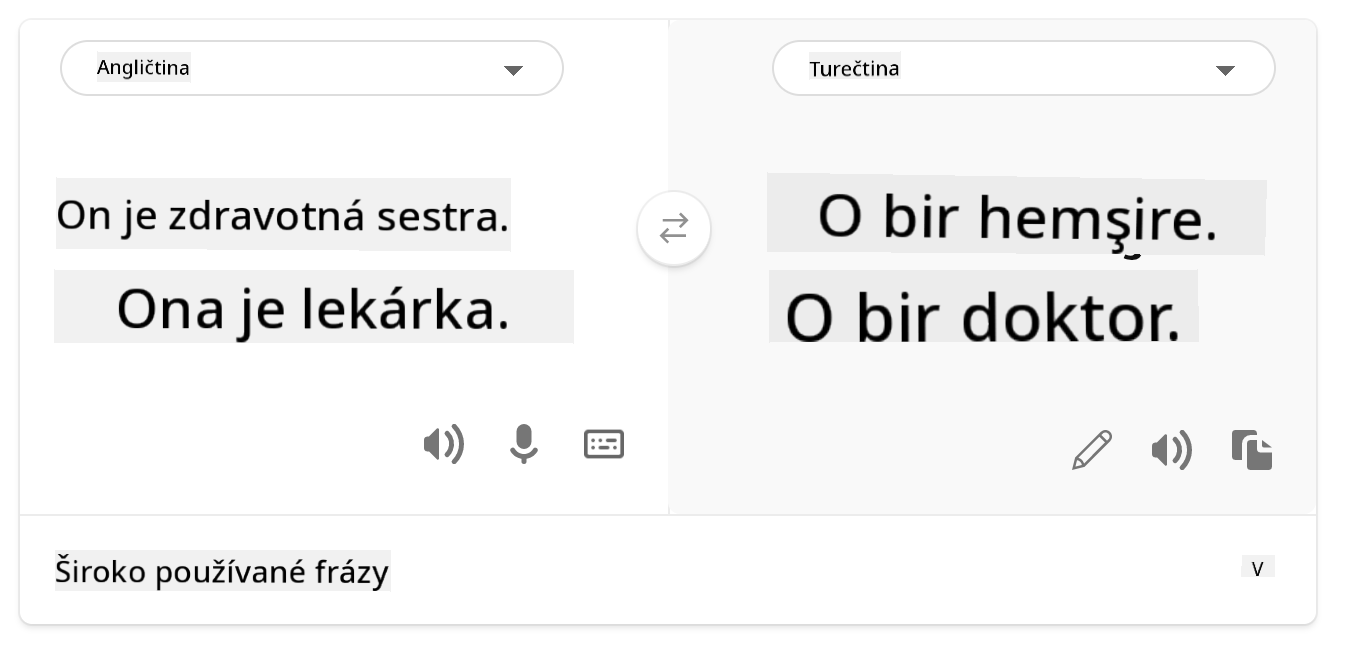 Angličtina
Turečtina
On je zdravotná sestra.
Ona je lekárka.
O bir hemşire.
O bir doktor.
Široko používané frázy
V